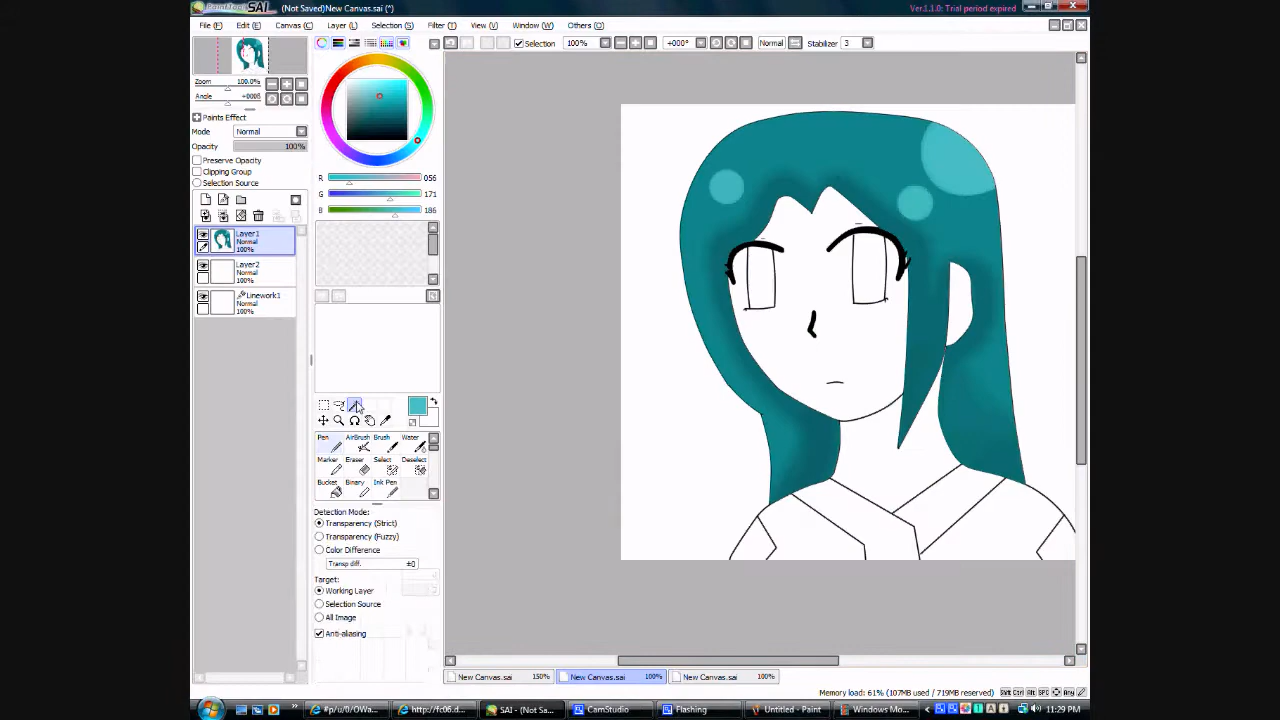 PaintTool SAI (Not Saved)New Canvas.sai (*) Ver.1.1.0: Trial period expired
File (F) Edit (E) Canvas (C) Layer (L) Selection (S) Filter (T) View (V) Window (W) Others (O)
Selection 100% +000° Normal Stabilizer 3
Zoom 100.0%
Angle
Paints Effect
Mode Normal
Opacity 100%
Preserve Opacity
Clipping Group
Selection Source
R 056
G 171
B 186
Layer1
Normal
100%
Layer2
Normal
100%
Linework1
Normal
100%
Pen AirBrush Brush Water
Marker Eraser Select Deselect
Bucket Binary Ink Pen
Detection Mode:
Transparency (Strict)
Transparency (Fuzzy)
Color Difference
Transp diff. ±0
Target:
Working Layer
Selection Source
All Image
Anti-aliasing
New Canvas.sai 150% New Canvas.sai 100% New Canvas.sai 100%
Memory load: 61% (107MB used / 719MB reserved) Shft Ctrl Alt SPC Any
#p/u/0/OWa... http://fc06.d... SAI - (Not Sa... CamStudio Flashing Untitled - Paint Windows Mo... 11:29 PM